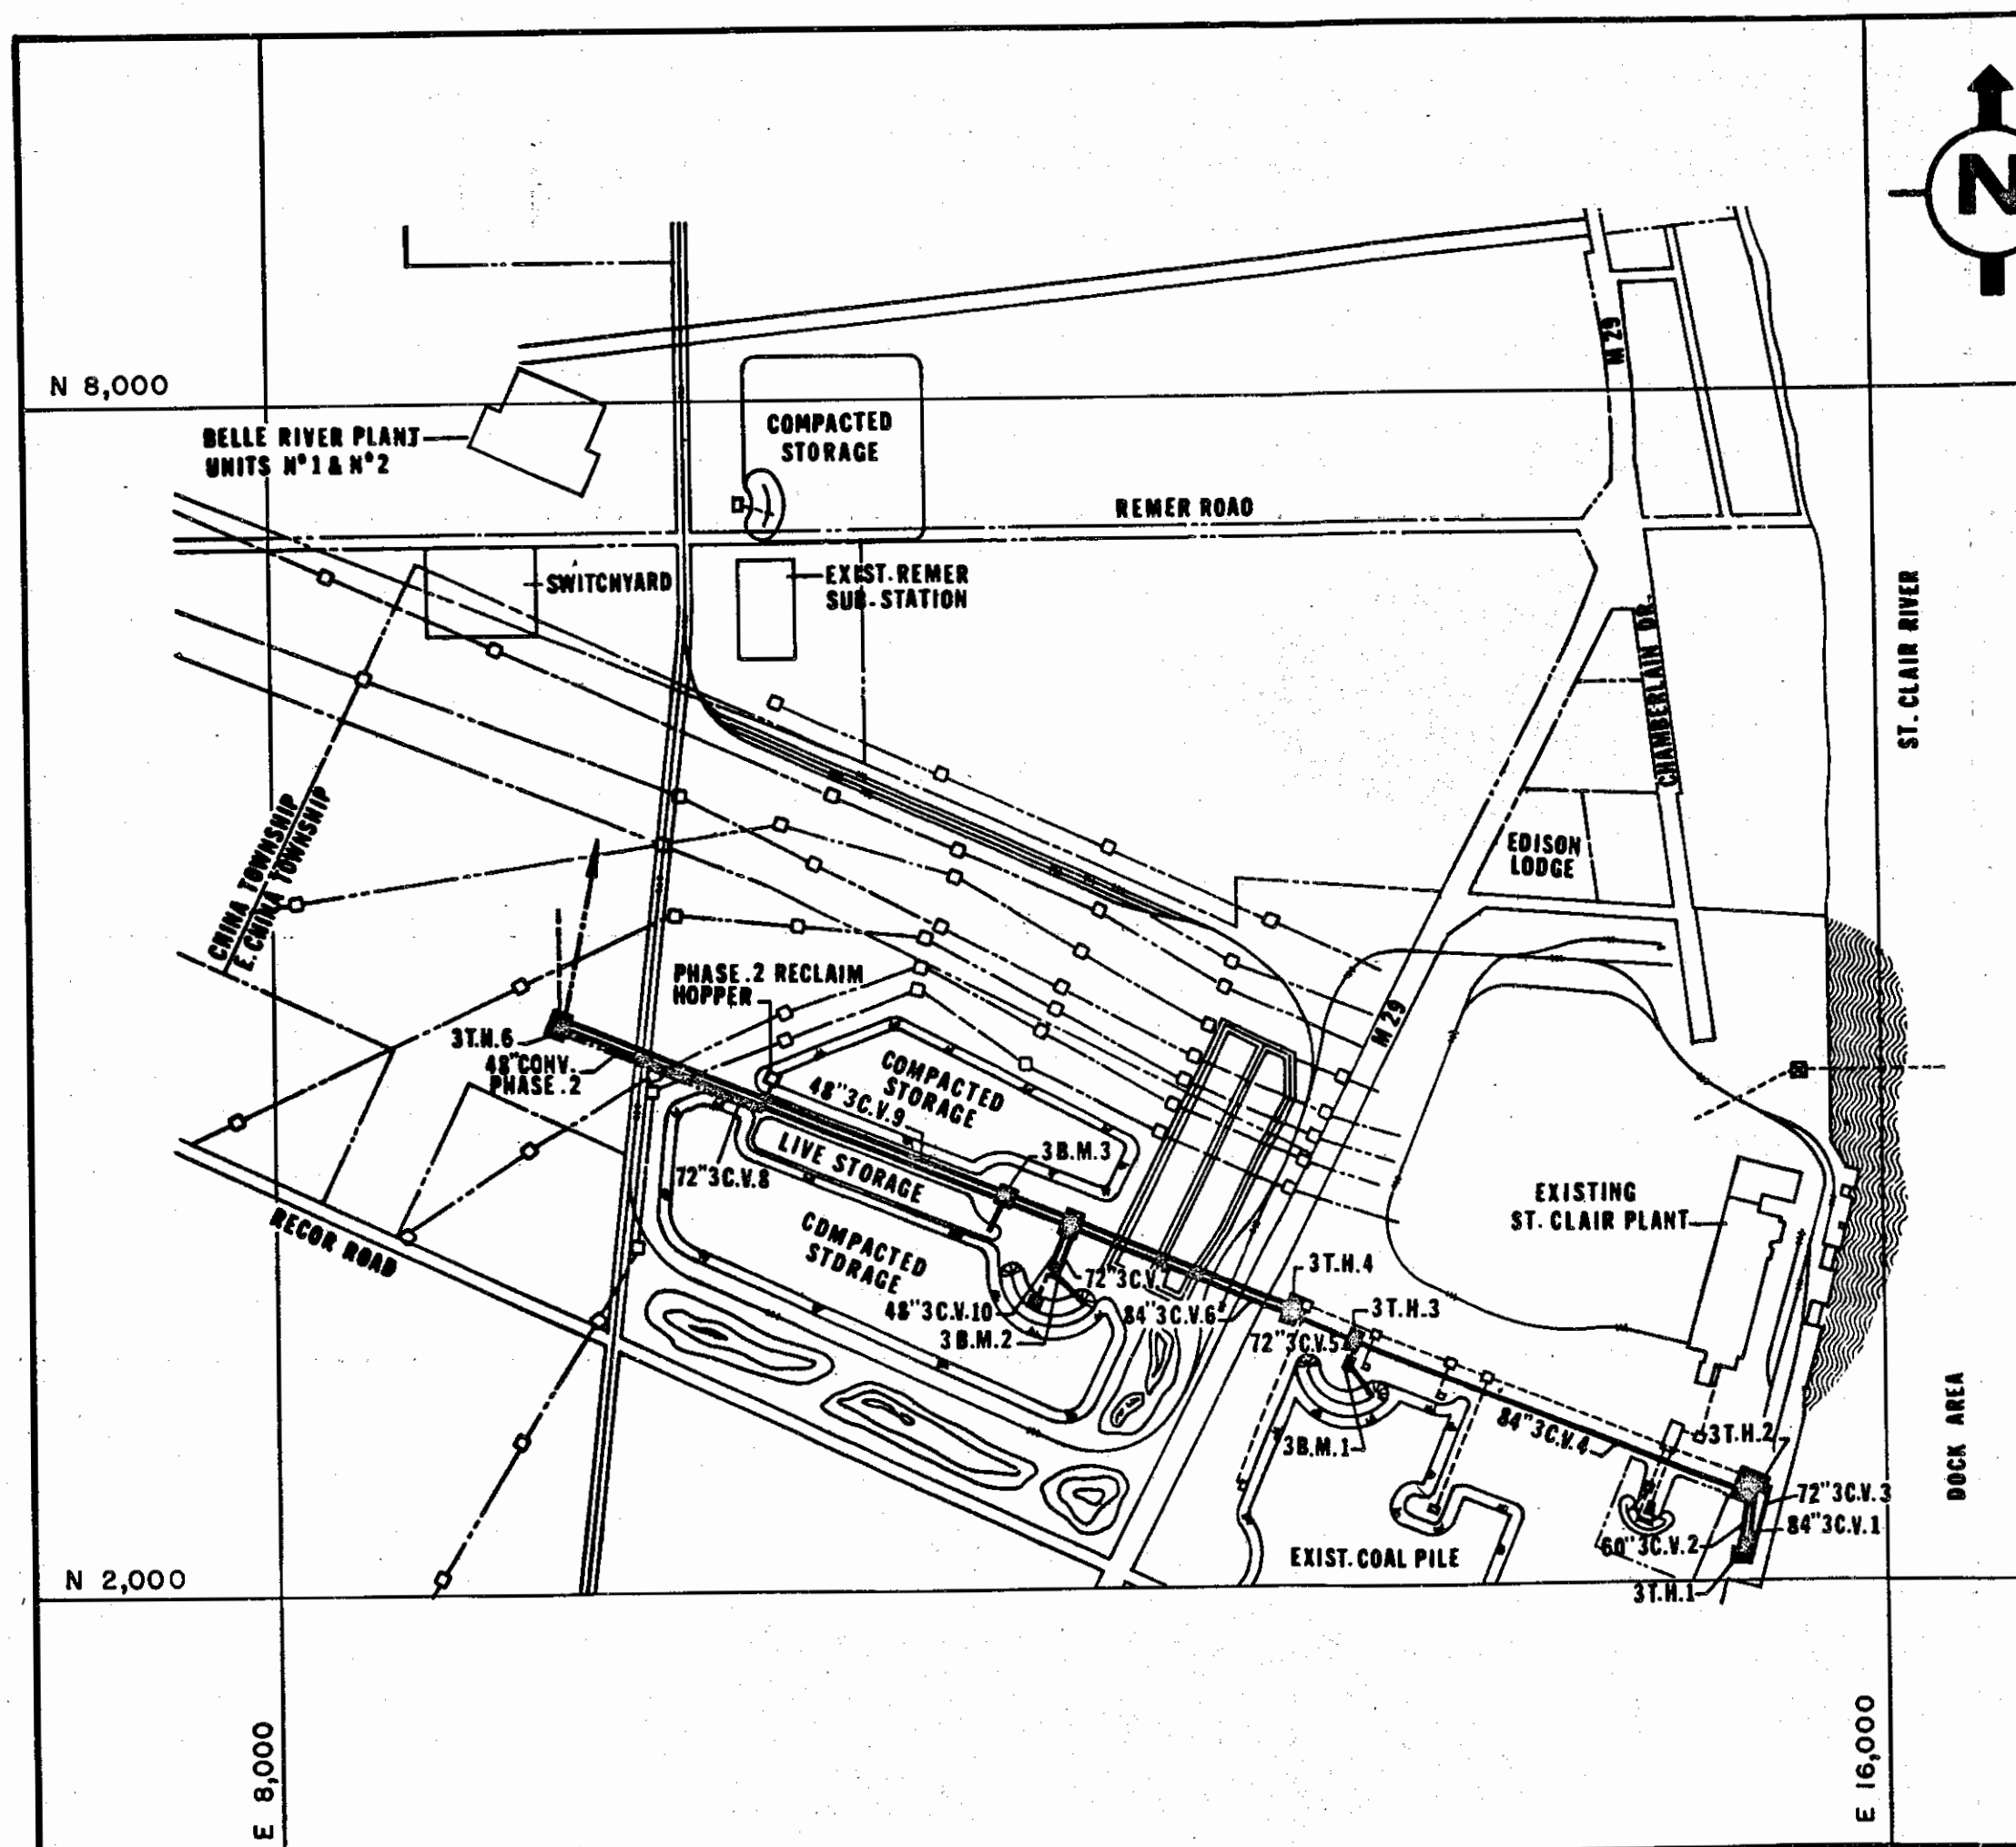 N
M 29
N 8,000
BELLE RIVER PLANT
UNITS Nº1 & Nº2
COMPACTED
STORAGE
REMER ROAD
SWITCHYARD
EXIST. REMER
SUB-STATION
ST. CLAIR RIVER
CHAMBERLAIN DR.
CHINA TOWNSHIP
E. CHINA TOWNSHIP
EDISON
LODGE
PHASE.2 RECLAIM
HOPPER
M 29
3T.H.6
48"CONV.
PHASE.2
COMPACTED
STORAGE
48"3C.V.9
3B.M.3
LIVE STORAGE
72"3C.V.8
EXISTING
ST. CLAIR PLANT
RECOR ROAD
COMPACTED
STORAGE
72"3C.V.
3T.H.4
48"3C.V.10
84"3C.V.6
3T.H.3
3B.M.2
72"3C.V.5
3B.M.1
84"3C.V.4
3T.H.2
DOCK AREA
72"3C.V.3
84"3C.V.1
60"3C.V.2
EXIST. COAL PILE
N 2,000
3T.H.1
E 8,000
E 16,000